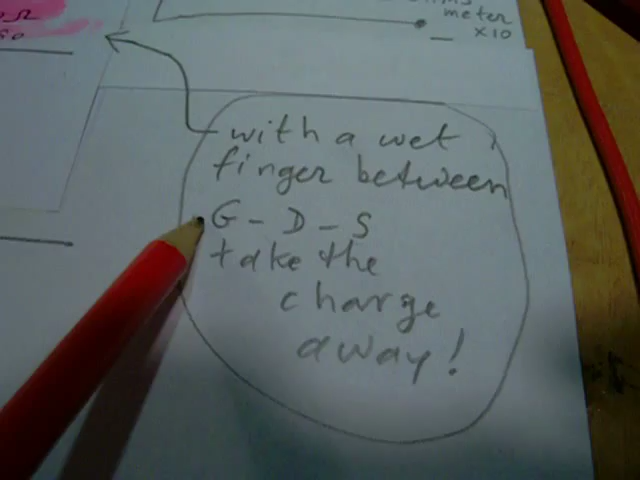 meter
x10
with a wet
finger between
G - D - S
take the
charge
away!